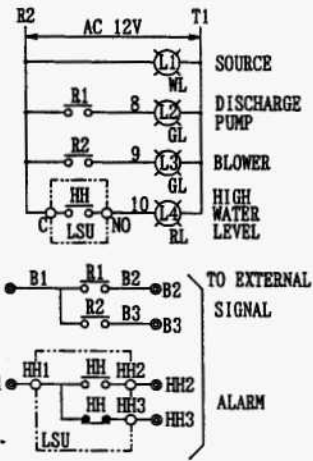 R2 T1
AC 12V
L1 SOURCE
WL
R1 8 L2 DISCHARGE
PUMP
GL
R2 9 L3 BLOWER
GL
HH 10 L4 HIGH
WATER
LEVEL
C LSU NO RL
B1 R1 B2 B2 TO EXTERNAL
SIGNAL
R2 B3 B3
HH1 HH HH2 HH2
ALARM
HH HH3 HH3
LSU